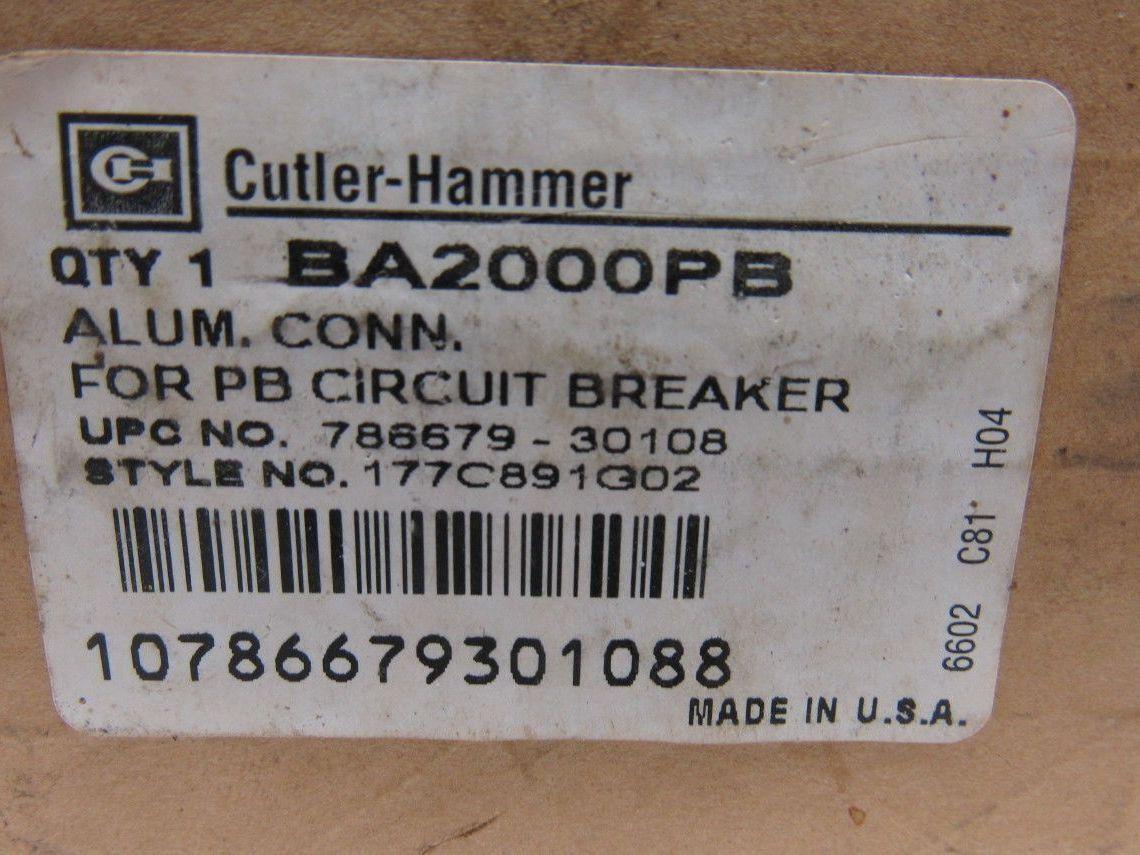 CH Cutler-Hammer
QTY 1 BA2000PB
ALUM. CONN.
FOR PB CIRCUIT BREAKER
UPC NO. 786679 - 30108
STYLE NO. 177C891G02
10786679301088
MADE IN U.S.A.
6602 C81 H04